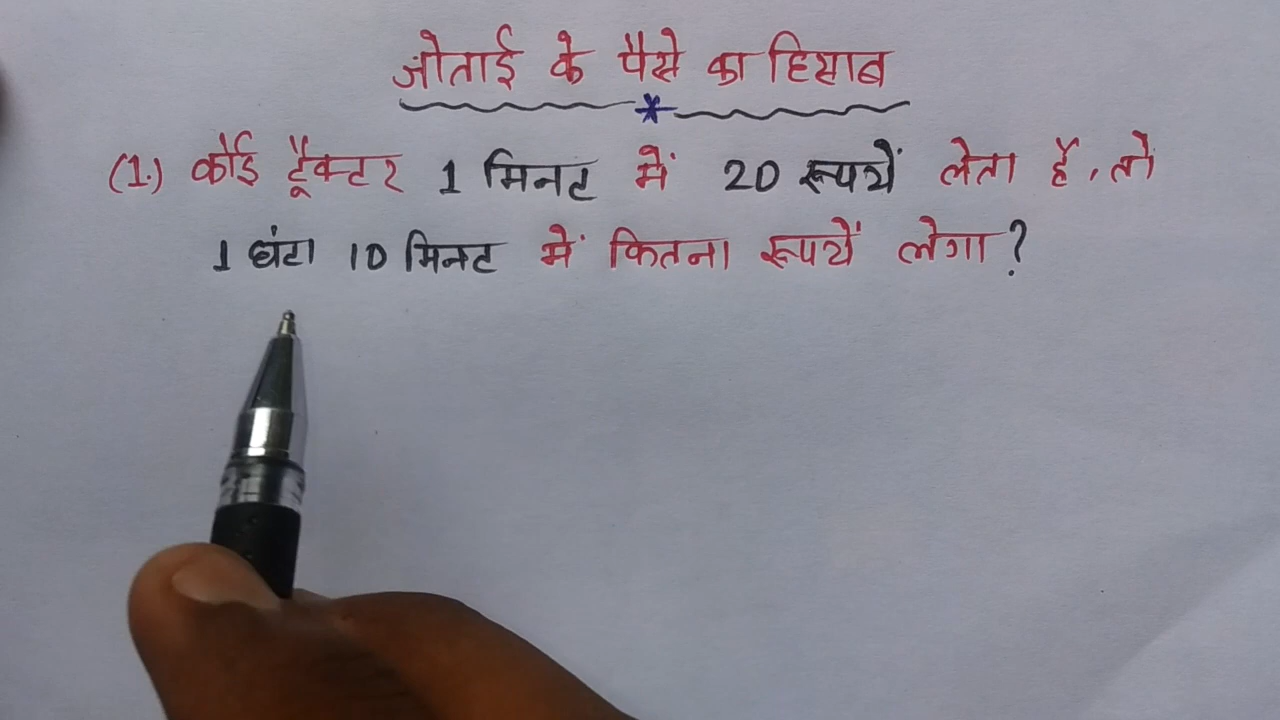 जोताई के पैसे का हिसाब
(1.) कोई ट्रैक्टर 1 मिनट में 20 रूपयें लेता हैं, तो
1 घंटा 10 मिनट में कितना रूपयें लेगा?